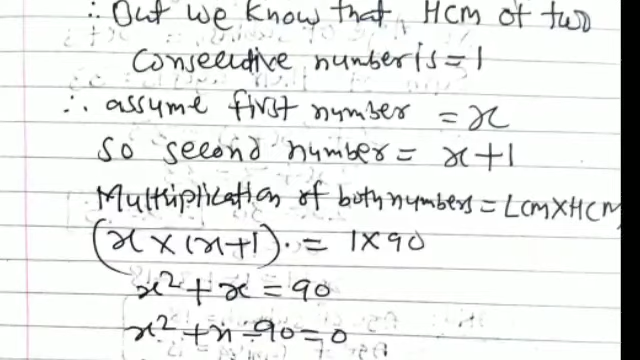 ∴ But we know that, HCM of two
consecutive number is = 1
∴ assume first number = x
so second number = x+1
Multiplication of both numbers = LCM X HCM
(x × (x+1). = 1 × 90
x² + x = 90
x² + x - 90 = 0